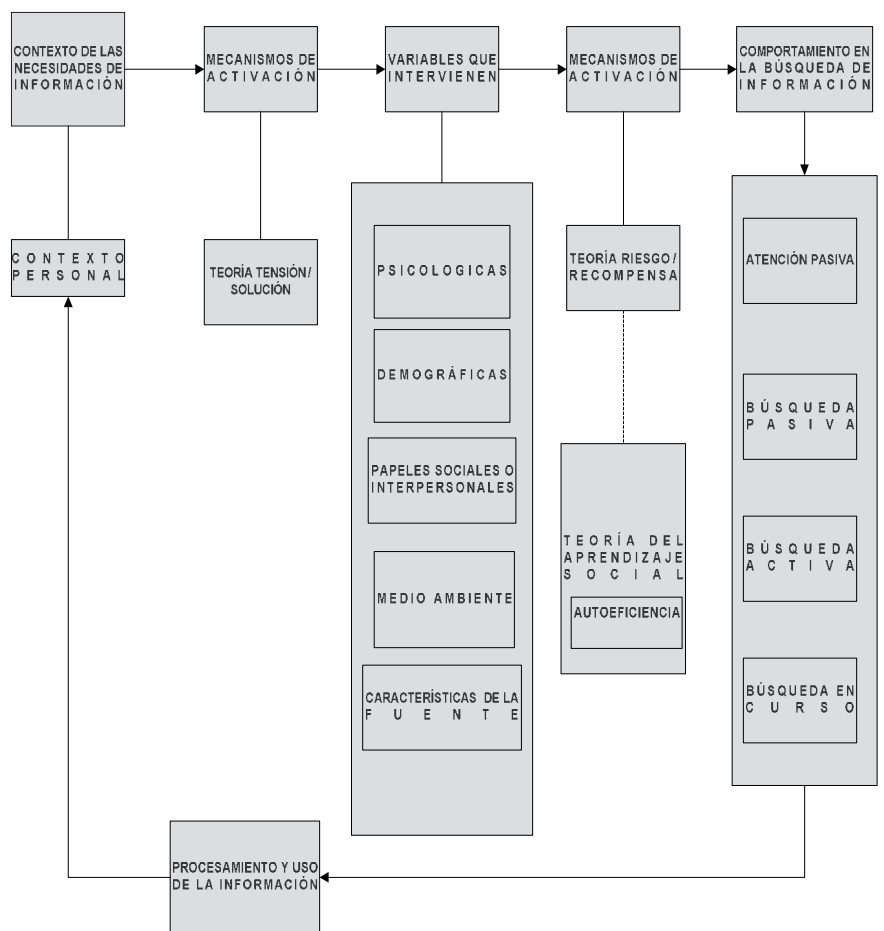 CONTEXTO DE LAS
NECESIDADES DE
INFORMACIÓN
MECANISMOS DE
ACTIVACIÓN
VARIABLES QUE
INTERVIENEN
MECANISMOS DE
ACTIVACIÓN
COMPORTAMIENTO EN
LA BÚSQUEDA DE
INFORMACIÓN
CONTEXTO
PERSONAL
TEORÍA TENSIÓN/
SOLUCIÓN
PSICOLOGICAS
DEMOGRÁFICAS
PAPELES SOCIALES O
INTERPERSONALES
MEDIO AMBIENTE
CARACTERÍSTICAS DE LA
FUENTE
TEORÍA RIESGO/
RECOMPENSA
TEORÍA DEL
APRENDIZAJE
SOCIAL
AUTOEFICIENCIA
ATENCIÓN PASIVA
BÚSQUEDA
PASIVA
BÚSQUEDA
ACTIVA
BÚSQUEDA EN
CURSO
PROCESAMIENTO Y USO
DE LA INFORMACIÓN